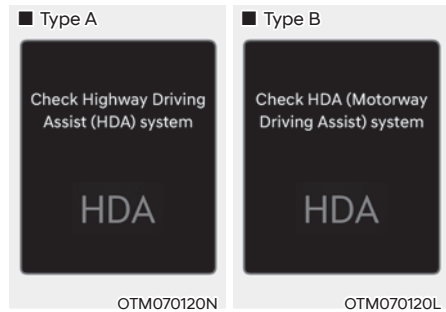 ■ Type A
Check Highway Driving
Assist (HDA) system
HDA
OTM070120N
■ Type B
Check HDA (Motorway
Driving Assist) system
HDA
OTM070120L